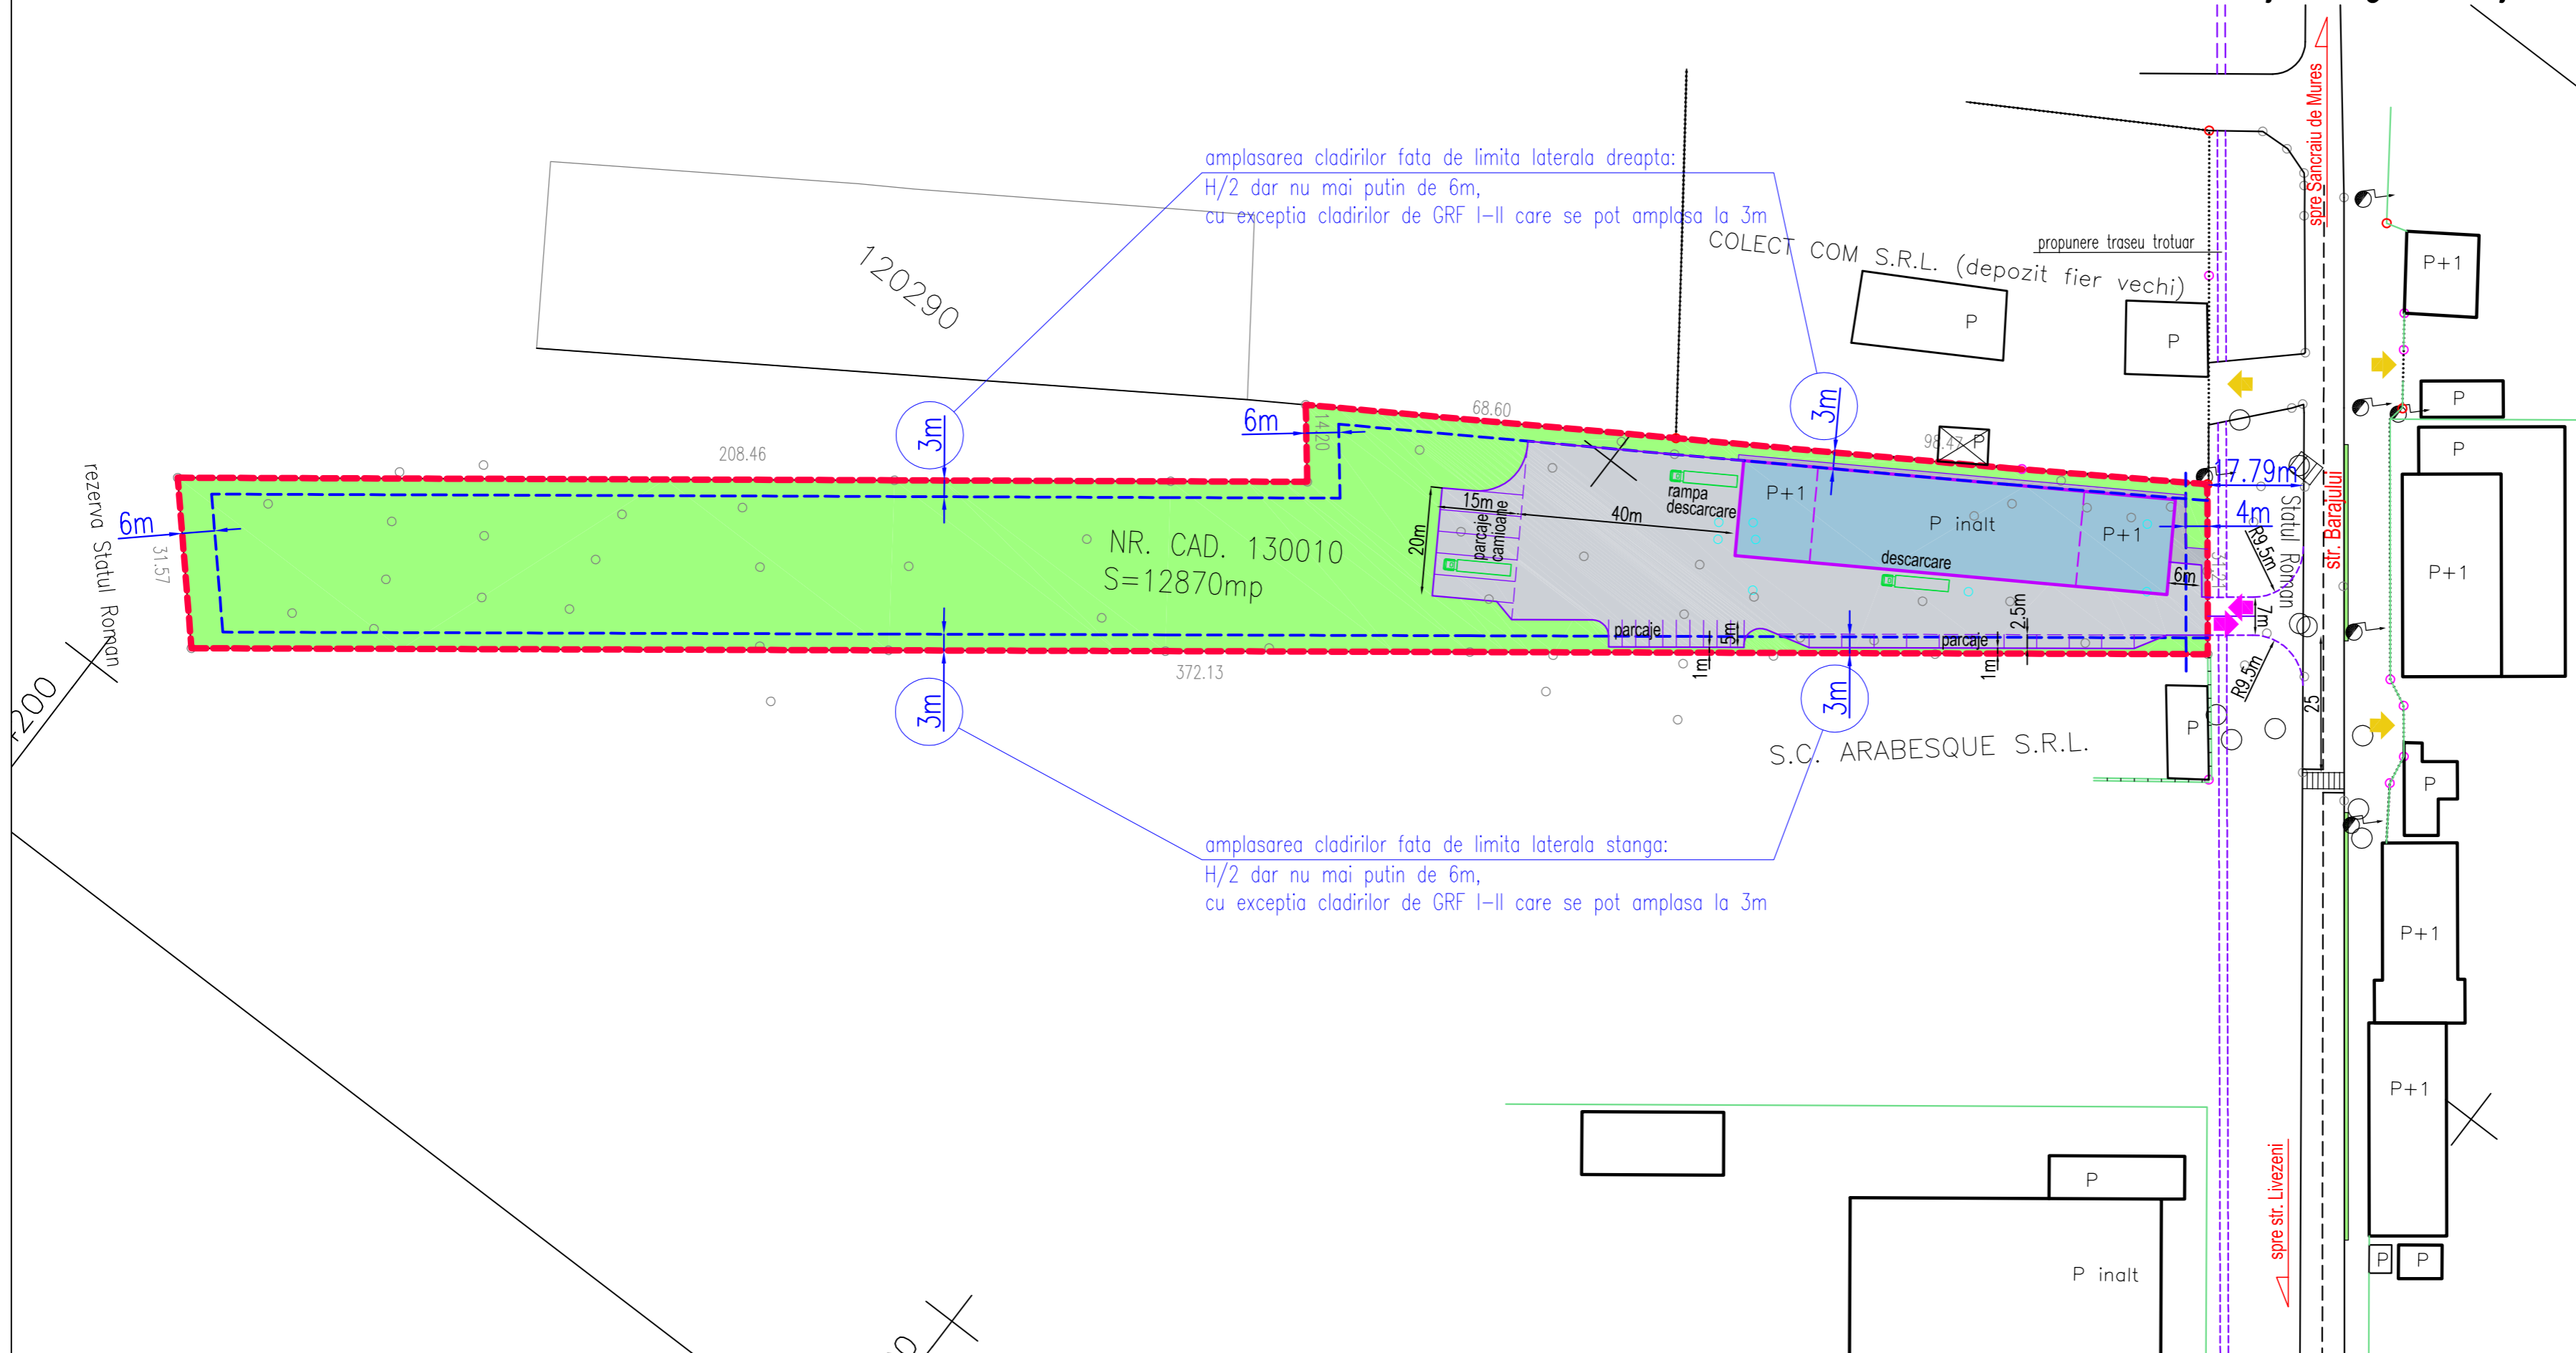 spre Sancraiu de Mures
amplasarea cladirilor fata de limita laterala dreapta:
H/2 dar nu mai putin de 6m,
cu exceptia cladirilor de GRF I-II care se pot amplasa la 3m
COLECT COM S.R.L. (depozit fier vechi)
propunere traseu trotuar
120290
P+1
P
P
P
P
3m
6m
14.20
68.60
3m
98.47
P
208.46
17.79m
rezerva Statul Roman
6m
31.57
NR. CAD. 130010
S=12870mp
20m
15m
parcaje
camioane
40m
rampa
descarcare
P+1
P inalt
P+1
descarcare
4m
6m
R9.5m
Statul Roman
str. Barajului
7m
P+1
parcaje
5m
1m
parcaje
2.5m
1m
372.13
3m
3m
R9.5m
25
P
S.C. ARABESQUE S.R.L.
P
amplasarea cladirilor fata de limita laterala stanga:
H/2 dar nu mai putin de 6m,
cu exceptia cladirilor de GRF I-II care se pot amplasa la 3m
P+1
P+1
spre str. Livezeni
P
P inalt
P
P